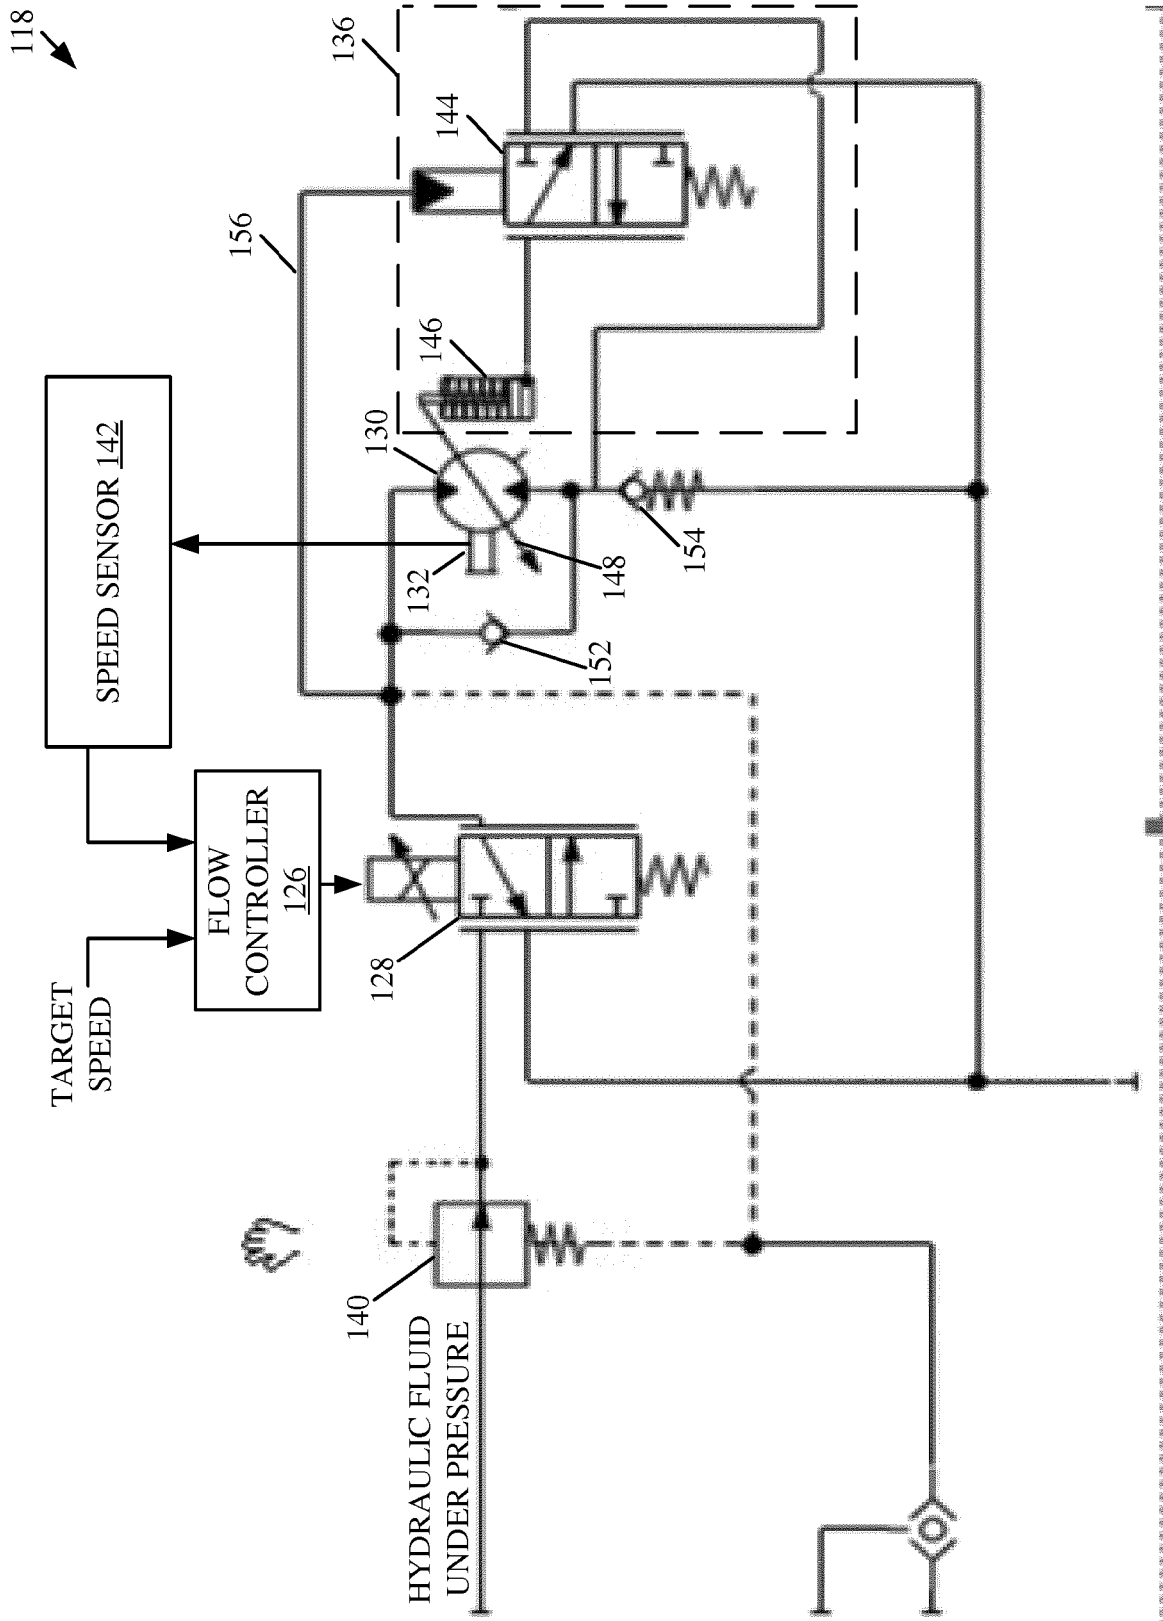 118
136
144
156
146
SPEED SENSOR 142
130
132
148
154
152
FLOW
CONTROLLER
126
TARGET
SPEED
128
140
HYDRAULIC FLUID
UNDER PRESSURE